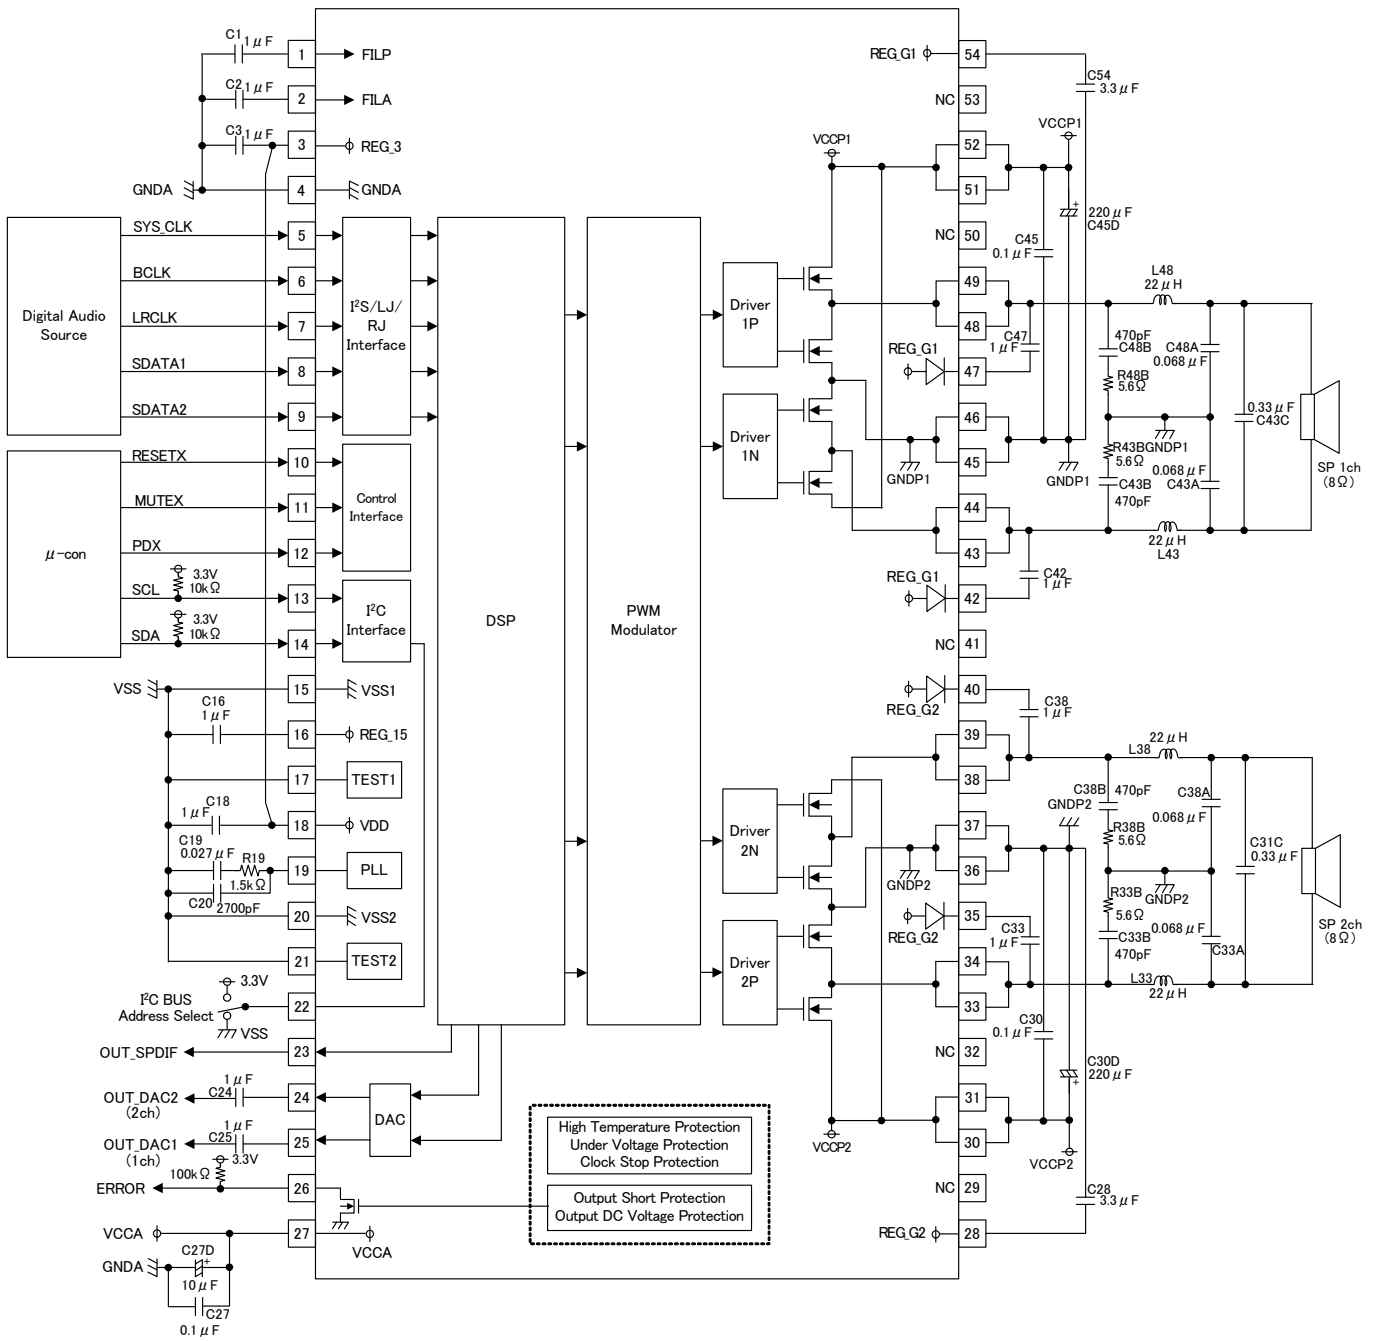 C1
1μF
1
FILP
C2
1μF
2
FILA
C3
1μF
3
REG_3
GNDA
4
GNDA
Digital Audio
Source
SYS_CLK
5
BCLK
6
LRCLK
7
SDATA1
8
SDATA2
9
I²S/LJ/
RJ
Interface
μ-con
RESETX
10
MUTEX
11
PDX
12
Control
Interface
3.3V
10kΩ
SCL
13
3.3V
10kΩ
SDA
14
I²C
Interface
VSS
15
VSS1
C16
1μF
16
REG_15
17
TEST1
C18
1μF
18
VDD
C19
0.027μF
R19
1.5kΩ
19
PLL
C20
2700pF
20
VSS2
21
TEST2
3.3V
I²C BUS
Address Select
VSS
22
OUT_SPDIF
23
1μF
C24
OUT_DAC2
(2ch)
24
1μF
C25
OUT_DAC1
(1ch)
25
DAC
3.3V
100kΩ
ERROR
26
VCCA
27
VCCA
GNDA
C27D
+
10μF
C27
0.1μF
DSP
PWM
Modulator
Driver
1P
Driver
1N
Driver
2N
Driver
2P
High Temperature Protection
Under Voltage Protection
Clock Stop Protection
Output Short Protection
Output DC Voltage Protection
REG_G1
54
C54
3.3μF
NC
53
VCCP1
52
51
VCCP1
+
220μF
C45D
NC
50
C45
0.1μF
49
48
C47
1μF
REG_G1
47
46
45
GNDP1
GNDP1
44
43
C42
1μF
REG_G1
42
L48
22μH
470pF
C48B
R48B
5.6Ω
C48A
0.068μF
GNDP1
R43B
5.6Ω
0.068μF
C43A
C43B
470pF
0.33μF
C43C
22μH
L43
SP 1ch
(8Ω)
NC
41
REG_G2
40
C38
1μF
39
38
22μH
L38
GNDP2
37
36
GNDP2
REG_G2
35
C33
1μF
34
33
C38B
470pF
R38B
5.6Ω
C38A
0.068μF
GNDP2
R33B
5.6Ω
0.068μF
C33A
C33B
470pF
C31C
0.33μF
L33
22μH
SP 2ch
(8Ω)
C30
0.1μF
NC
32
C30D
220μF
+
31
30
VCCP2
VCCP2
NC
29
C28
3.3μF
REG_G2
28